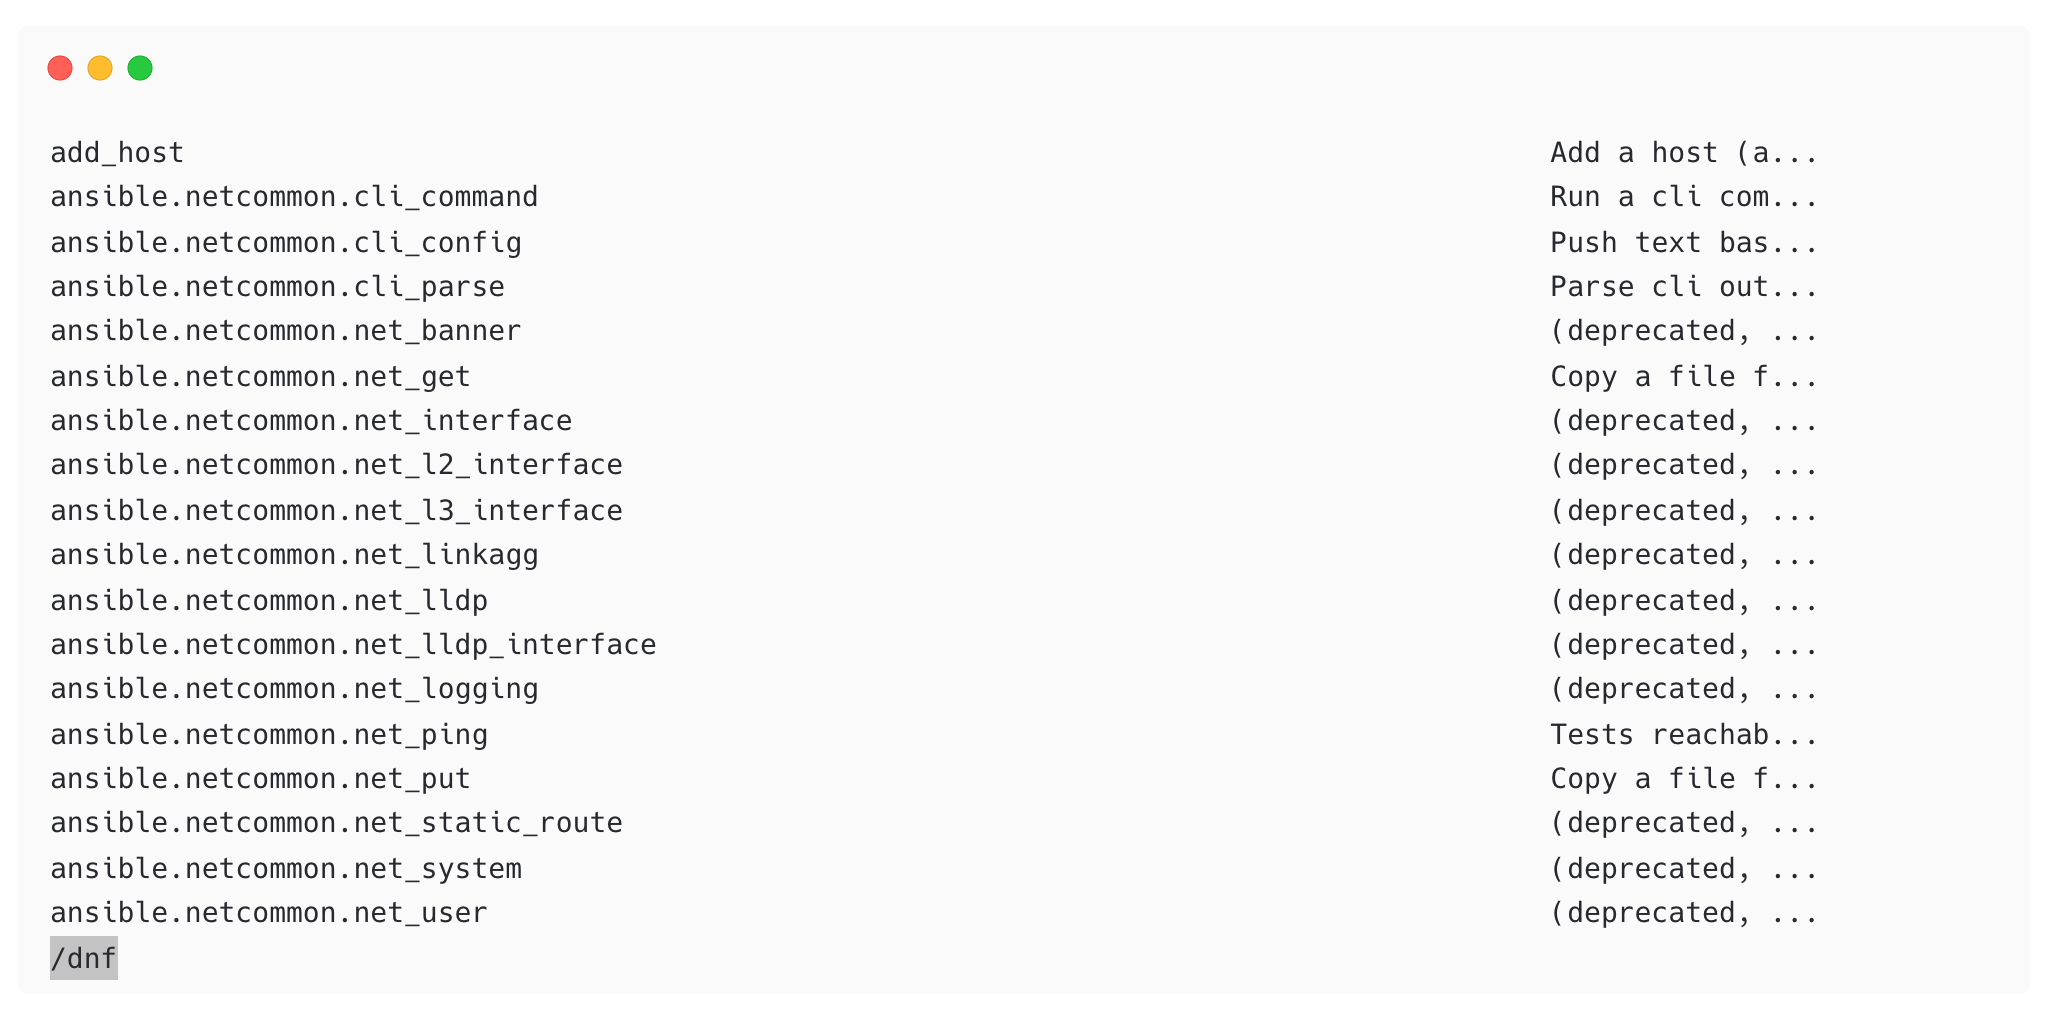 add_host Add a host (a...
ansible.netcommon.cli_command Run a cli com...
ansible.netcommon.cli_config Push text bas...
ansible.netcommon.cli_parse Parse cli out...
ansible.netcommon.net_banner (deprecated, ...
ansible.netcommon.net_get Copy a file f...
ansible.netcommon.net_interface (deprecated, ...
ansible.netcommon.net_l2_interface (deprecated, ...
ansible.netcommon.net_l3_interface (deprecated, ...
ansible.netcommon.net_linkagg (deprecated, ...
ansible.netcommon.net_lldp (deprecated, ...
ansible.netcommon.net_lldp_interface (deprecated, ...
ansible.netcommon.net_logging (deprecated, ...
ansible.netcommon.net_ping Tests reachab...
ansible.netcommon.net_put Copy a file f...
ansible.netcommon.net_static_route (deprecated, ...
ansible.netcommon.net_system (deprecated, ...
ansible.netcommon.net_user (deprecated, ...
/dnf